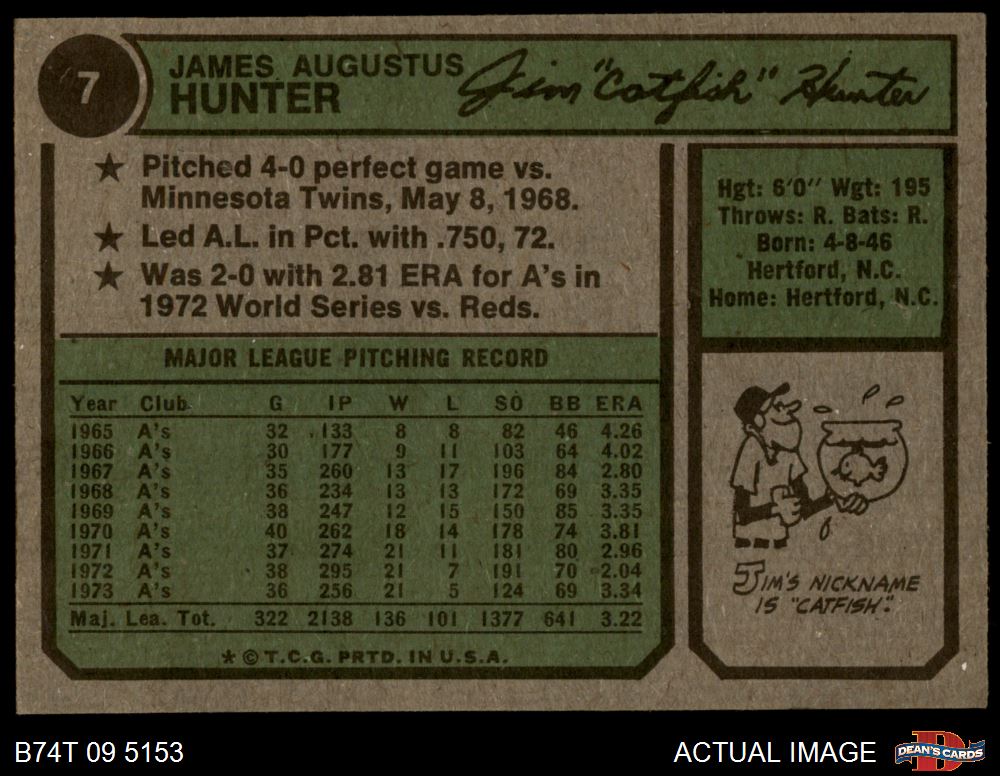 7
JAMES AUGUSTUS
HUNTER
Jim "Catfish" Hunter
★ Pitched 4-0 perfect game vs.
Minnesota Twins, May 8, 1968.
★ Led A.L. in Pct. with .750, 72.
★ Was 2-0 with 2.81 ERA for A's in
1972 World Series vs. Reds.
Hgt: 6'0" Wgt: 195
Throws: R. Bats: R.
Born: 4-8-46
Hertford, N.C.
Home: Hertford, N.C.
MAJOR LEAGUE PITCHING RECORD
Year Club G IP W L SO BB ERA
1965 A's 32 133 8 8 82 46 4.26
1966 A's 30 177 9 11 103 64 4.02
1967 A's 35 260 13 17 196 84 2.80
1968 A's 36 234 13 13 172 69 3.35
1969 A's 38 247 12 15 150 85 3.35
1970 A's 40 262 18 14 178 74 3.81
1971 A's 37 274 21 11 181 80 2.96
1972 A's 38 295 21 7 191 70 2.04
1973 A's 36 256 21 5 124 69 3.34
Maj. Lea. Tot. 322 2138 136 101 1377 641 3.22
* © T.C.G. PRTD. IN U.S.A.
JIM'S NICKNAME
IS "CATFISH."
B74T 09 5153
ACTUAL IMAGE
DEAN'S CARDS